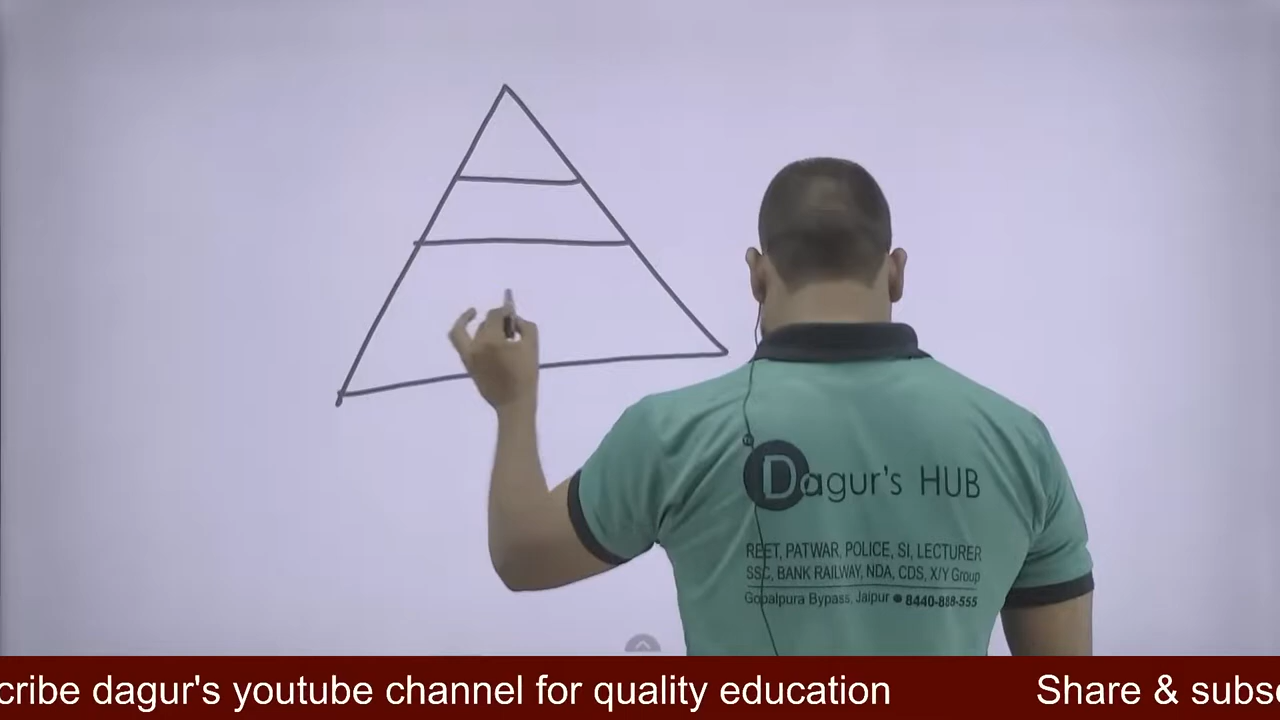 Dagur's HUB
REET, PATWAR, POLICE, SI, LECTURER
SSC, BANK RAILWAY, NDA, CDS, X/Y Group
Gopalpura Bypass, Jaipur ● 8440-888-555
cribe dagur's youtube channel for quality education Share & subsc